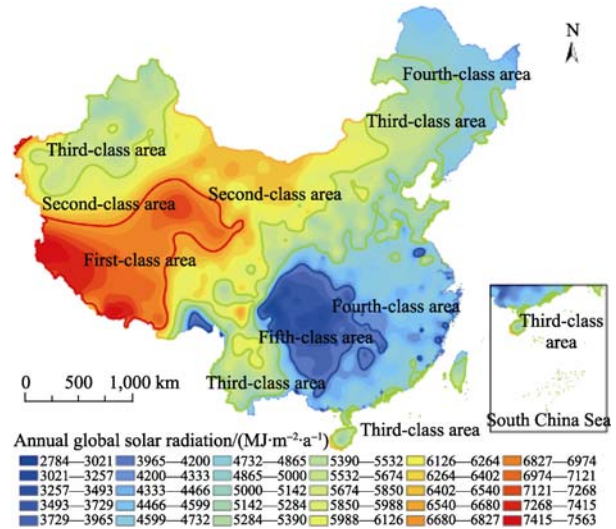 N
Fourth-class area
Third-class area
Third-class area
Second-class area
Second-class area
First-class area
Fourth-class area
Fifth-class area
Third-class area
Third-class area
Third-class
area
South China Sea
0 500 1,000 km
Annual global solar radiation/(MJ·m⁻²·a⁻¹)
2784—3021 3965—4200 4732—4865 5390—5532 6126—6264 6827—6974
3021—3257 4200—4333 4865—5000 5532—5674 6264—6402 6974—7121
3257—3493 4333—4466 5000—5142 5674—5850 6402—6540 7121—7268
3493—3729 4466—4599 5142—5284 5850—5988 6540—6680 7268—7415
3729—3965 4599—4732 5284—5390 5988—6126 6680—6827 7418—7563